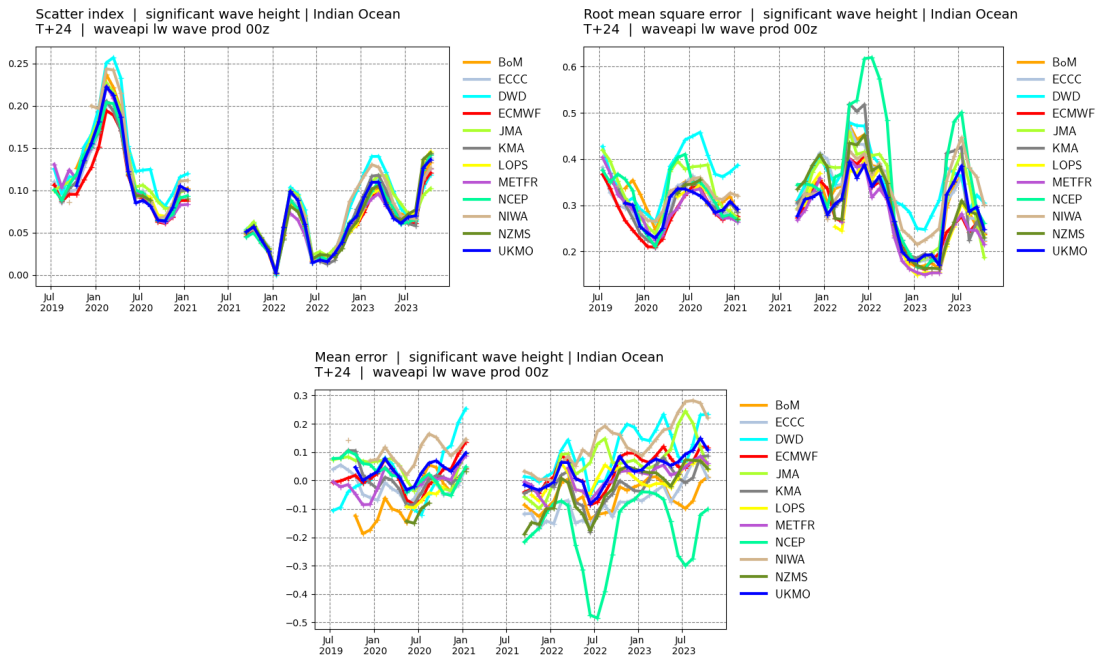 Scatter index | significant wave height | Indian Ocean
T+24 | waveapi lw wave prod 00z
0.25
0.20
0.15
0.10
0.05
0.00
Jul
2019
Jan
2020
Jul
2020
Jan
2021
Jul
2021
Jan
2022
Jul
2022
Jan
2023
Jul
2023
BoM
ECCC
DWD
ECMWF
JMA
KMA
LOPS
METFR
NCEP
NIWA
NZMS
UKMO
Root mean square error | significant wave height | Indian Ocean
T+24 | waveapi lw wave prod 00z
0.6
0.5
0.4
0.3
0.2
Jul
2019
Jan
2020
Jul
2020
Jan
2021
Jul
2021
Jan
2022
Jul
2022
Jan
2023
Jul
2023
BoM
ECCC
DWD
ECMWF
JMA
KMA
LOPS
METFR
NCEP
NIWA
NZMS
UKMO
Mean error | significant wave height | Indian Ocean
T+24 | waveapi lw wave prod 00z
0.3
0.2
0.1
0.0
−0.1
−0.2
−0.3
−0.4
−0.5
Jul
2019
Jan
2020
Jul
2020
Jan
2021
Jul
2021
Jan
2022
Jul
2022
Jan
2023
Jul
2023
BoM
ECCC
DWD
ECMWF
JMA
KMA
LOPS
METFR
NCEP
NIWA
NZMS
UKMO